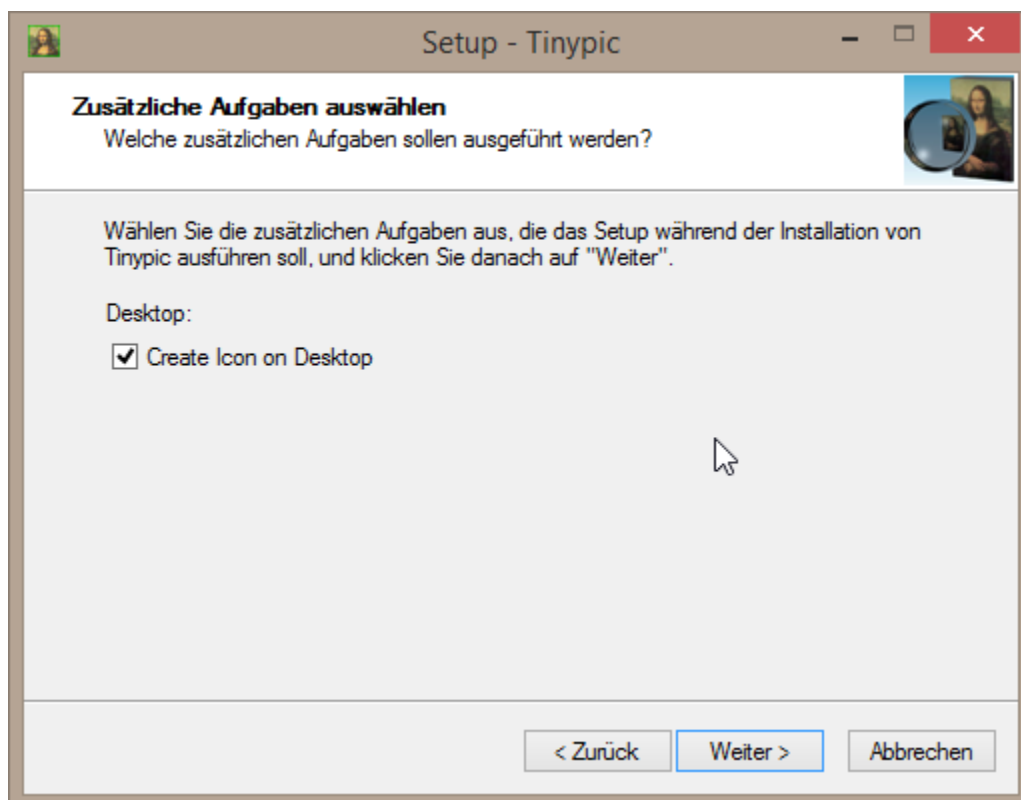 Setup - Tinypic
Zusätzliche Aufgaben auswählen
Welche zusätzlichen Aufgaben sollen ausgeführt werden?
Wählen Sie die zusätzlichen Aufgaben aus, die das Setup während der Installation von
Tinypic ausführen soll, und klicken Sie danach auf "Weiter".
Desktop:
Create Icon on Desktop
< Zurück
Weiter >
Abbrechen